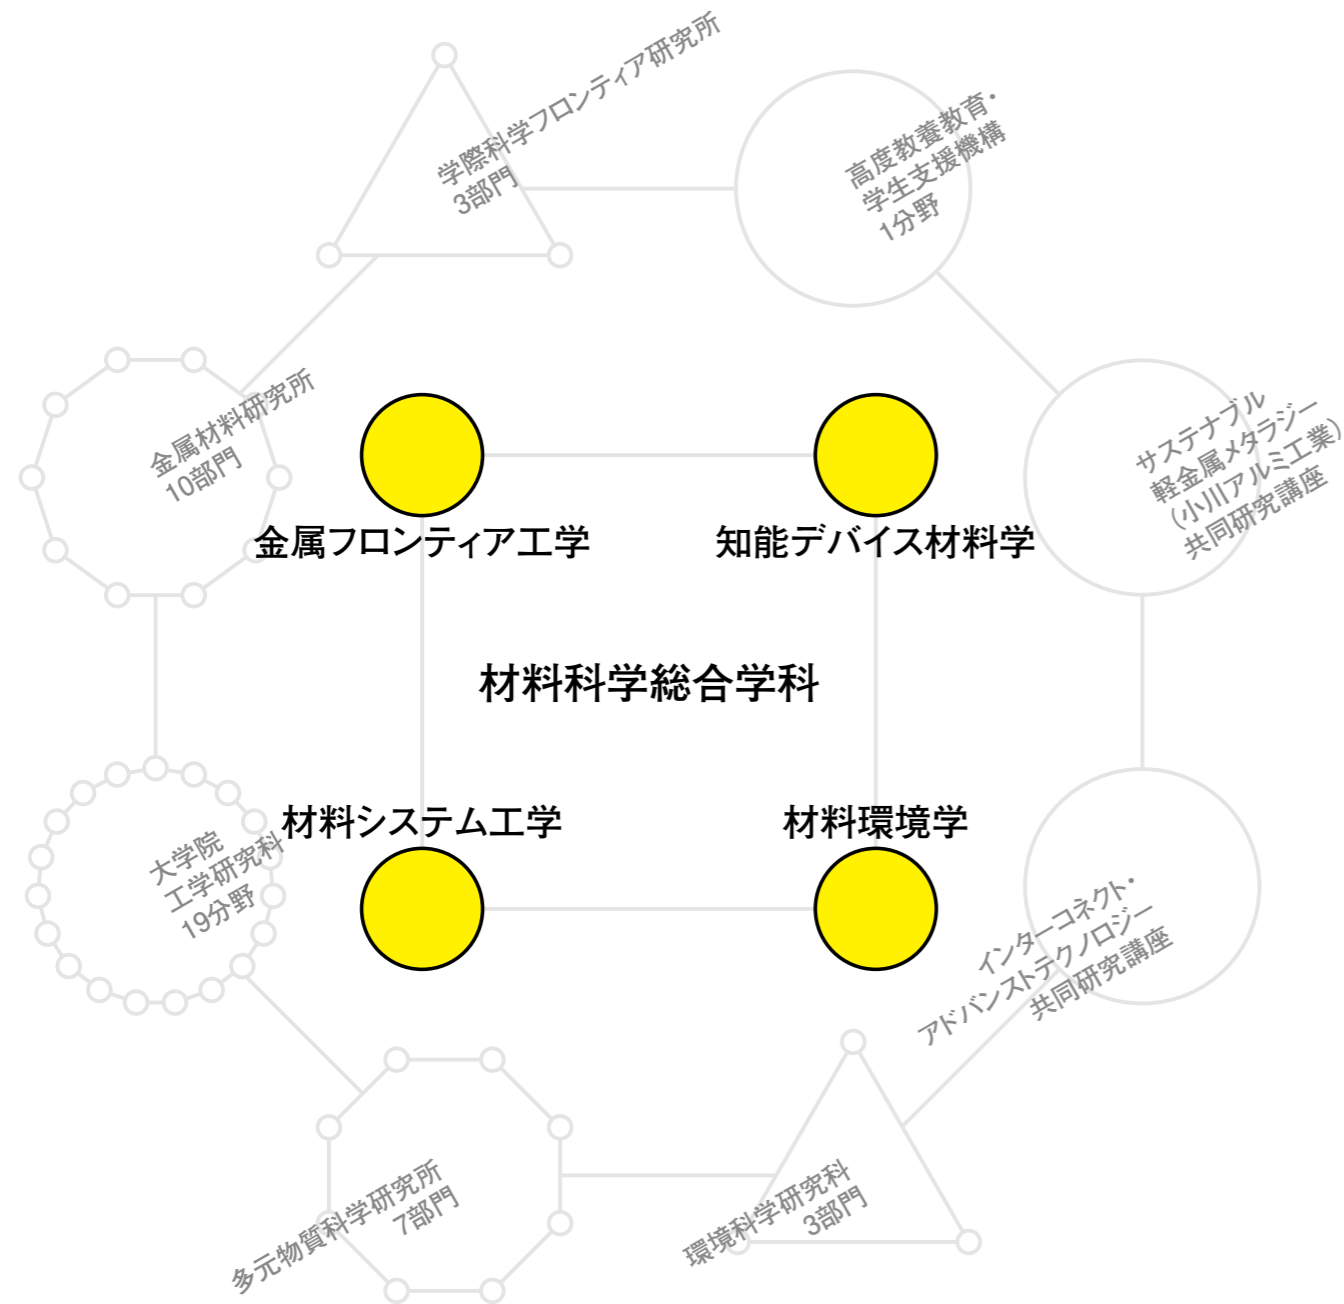 学際科学フロンティア研究所
3部門
高度教養教育・
学生支援機構
1分野
金属材料研究所
10部門
サステナブル
軽金属メタラジー
（小川アルミ工業）
共同研究講座
金属フロンティア工学
知能デバイス材料学
材料科学総合学科
材料システム工学
材料環境学
大学院
工学研究科
19分野
インターコネクト・
アドバンストテクノロジー
共同研究講座
多元物質科学研究所
7部門
環境科学研究科
3部門